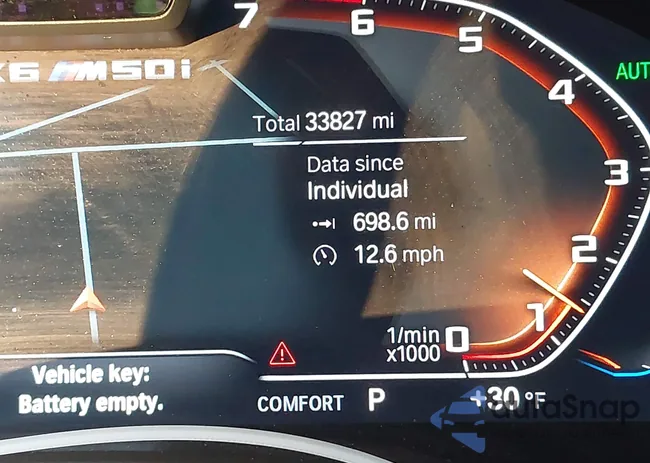 7
6
5
4
3
2
1
0
X6 M50i
AUT
Total 33827 mi
Data since
Individual
698.6 mi
12.6 mph
1/min
x1000
Vehicle key:
Battery empty.
COMFORT P +30 °F
AutoSnap